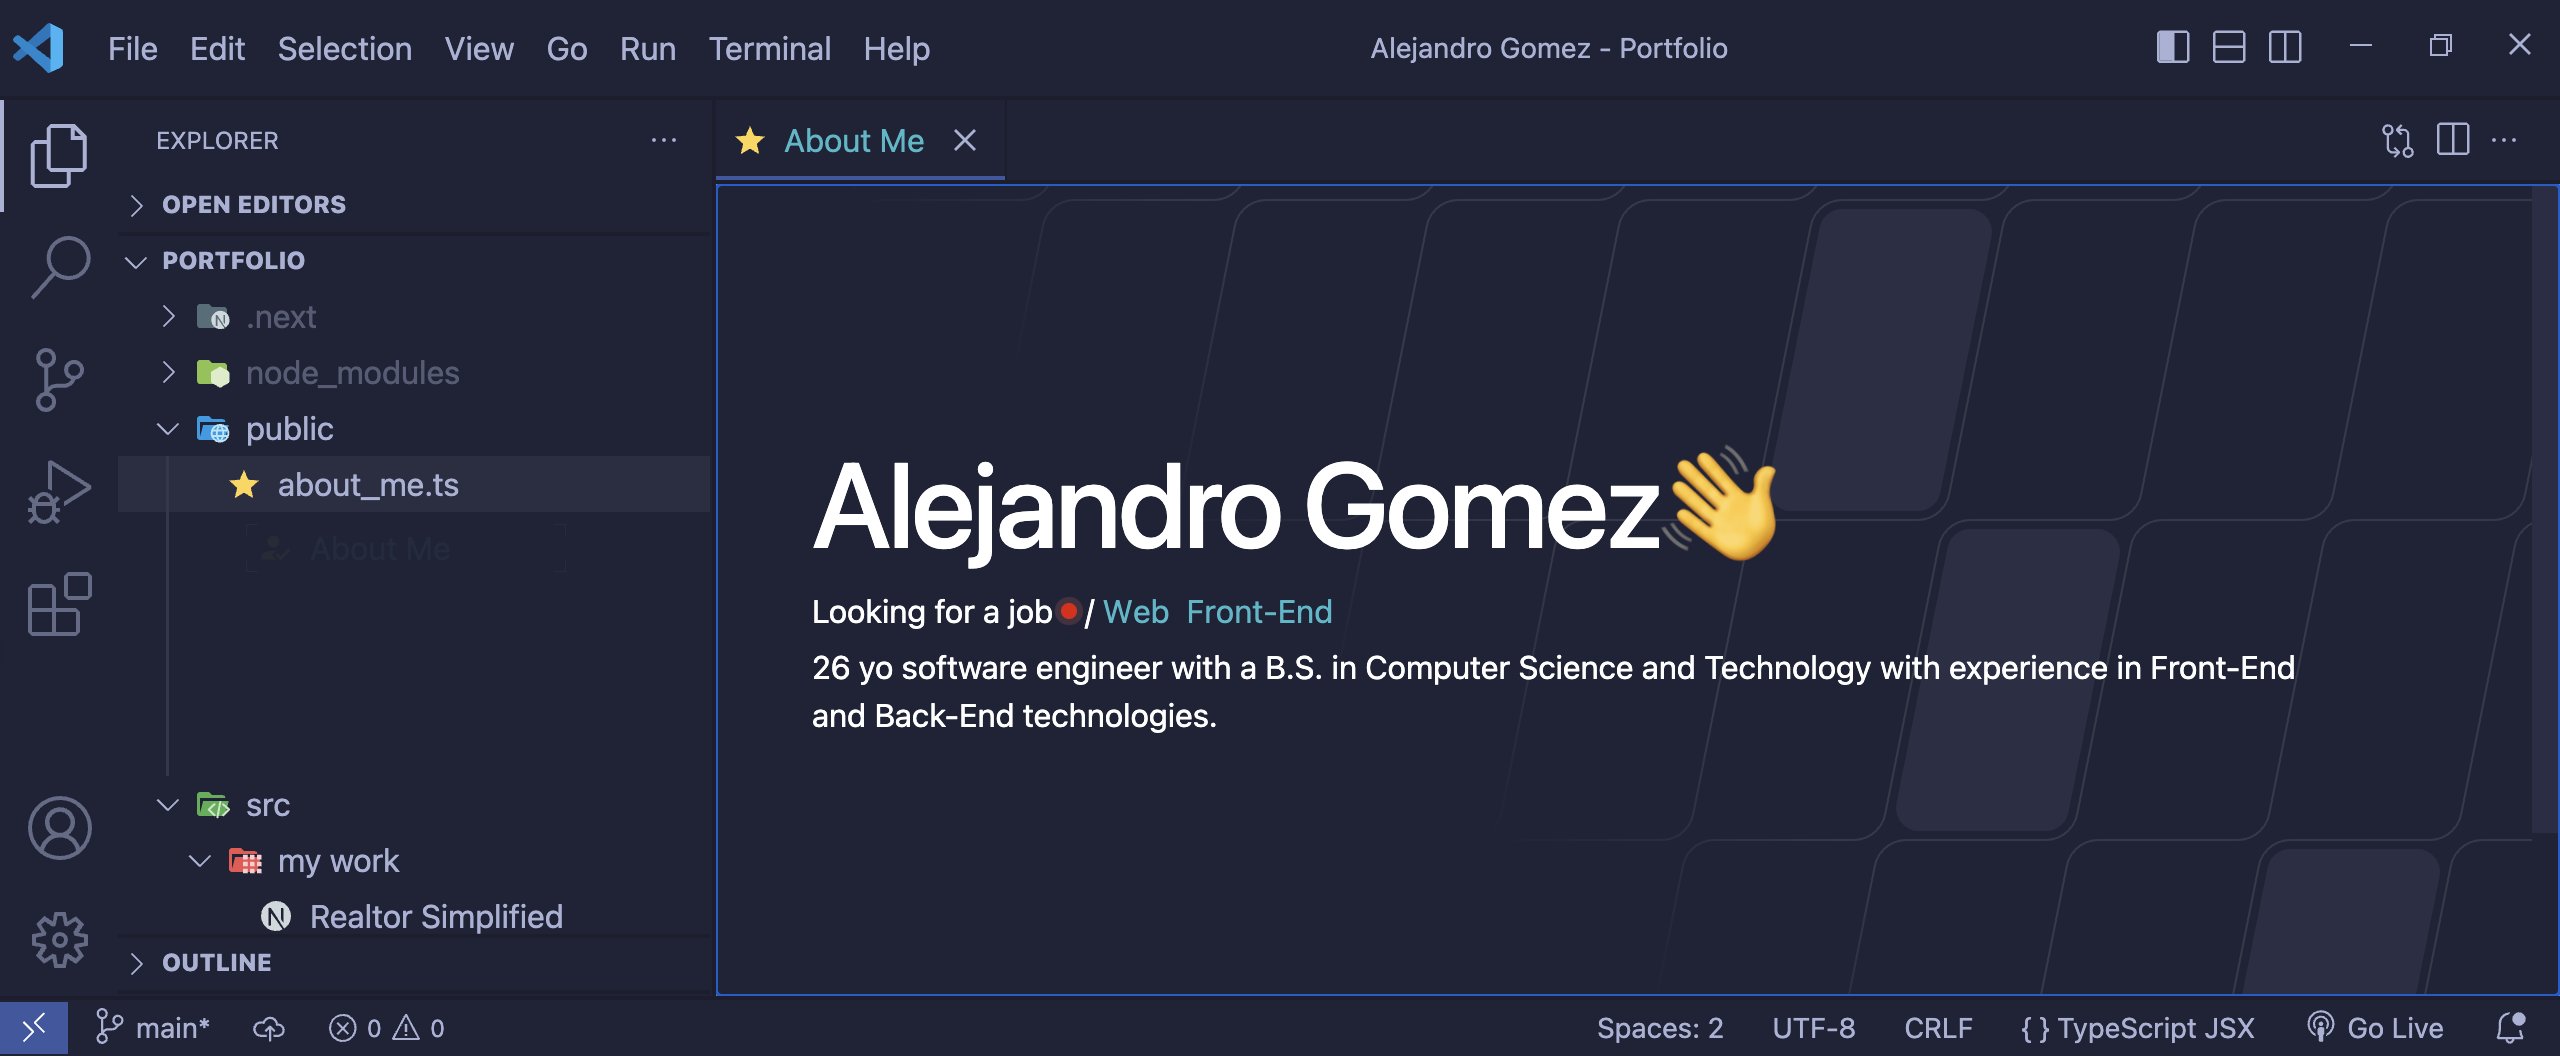 File Edit Selection View Go Run Terminal Help
Alejandro Gomez - Portfolio
EXPLORER
OPEN EDITORS
PORTFOLIO
.next
node_modules
public
about_me.ts
About Me
src
my work
Realtor Simplified
OUTLINE
About Me
Alejandro Gomez👋
Looking for a job / Web Front-End
26 yo software engineer with a B.S. in Computer Science and Technology with experience in Front-End
and Back-End technologies.
main* 0 0
Spaces: 2 UTF-8 CRLF { } TypeScript JSX Go Live